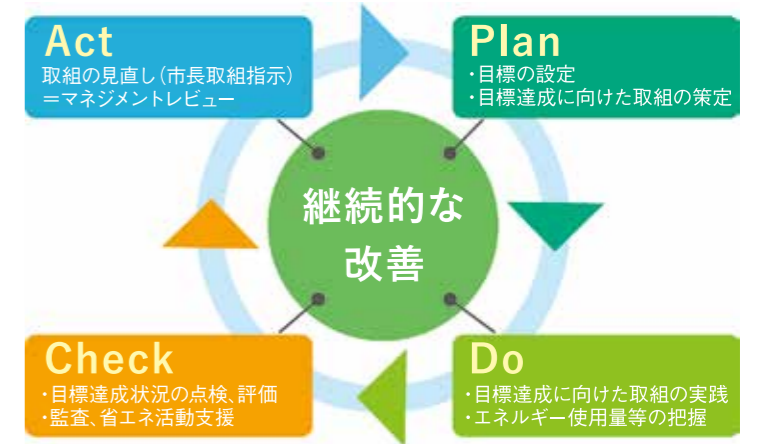 Act
取組の見直し(市長取組指示)
=マネジメントレビュー
Plan
・目標の設定
・目標達成に向けた取組の策定
継続的な
改善
Check
・目標達成状況の点検、評価
・監査、省エネ活動支援
Do
・目標達成に向けた取組の実践
・エネルギー使用量等の把握